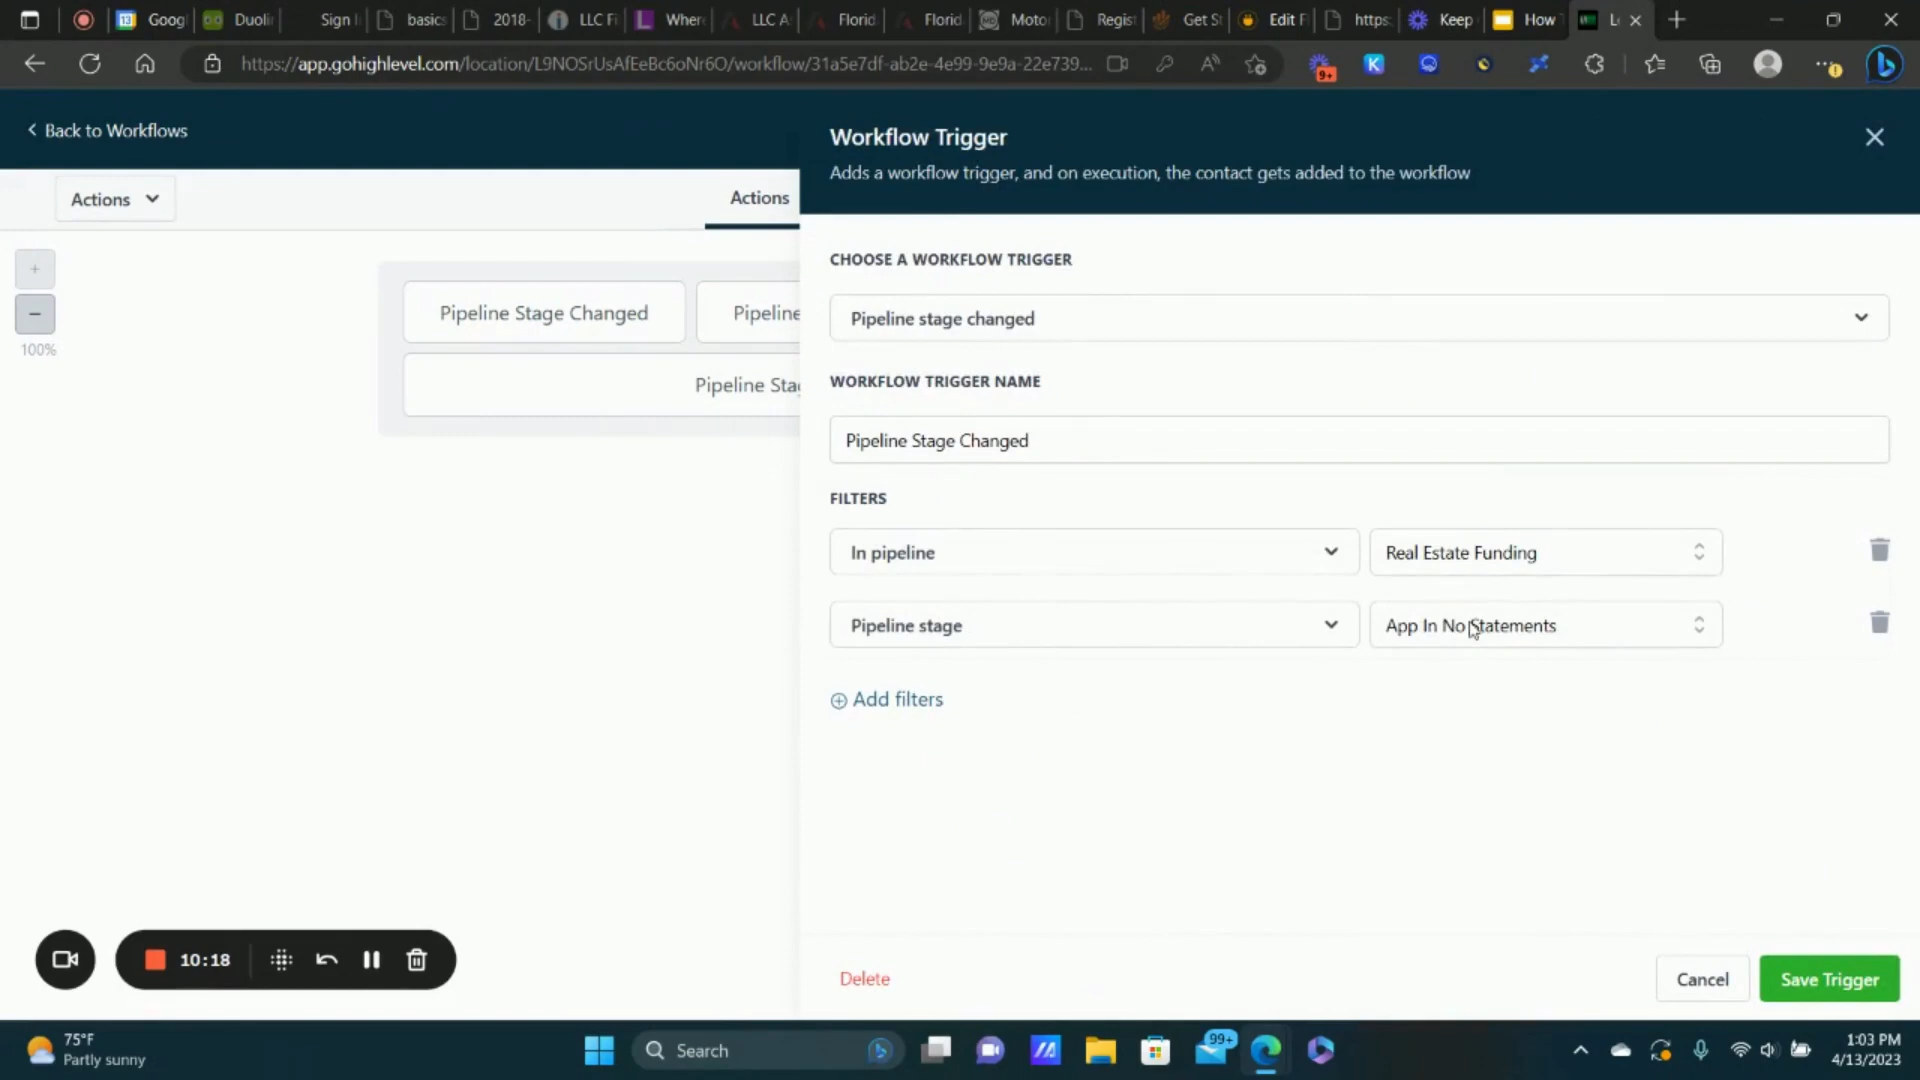 Goog
Duolin
Sign I
basics
2018-
LLC Fi
Wher
LLC A
Florid
Florid
Moto
Regist
Get St
Edit F
https:
Keep
How
L
https://app.gohighlevel.com/location/L9NOSrUsAfEeBc6oNr6O/workflow/31a5e7df-ab2e-4e99-9e9a-22e739...
9+
K
Back to Workflows
Workflow Trigger
Adds a workflow trigger, and on execution, the contact gets added to the workflow
Actions
Actions
+
−
100%
Pipeline Stage Changed
Pipeline
Pipeline Stag
CHOOSE A WORKFLOW TRIGGER
Pipeline stage changed
WORKFLOW TRIGGER NAME
Pipeline Stage Changed
FILTERS
In pipeline
Real Estate Funding
Pipeline stage
App In No Statements
Add filters
10:18
Delete
Cancel
Save Trigger
75°F
Partly sunny
Search
99+
1:03 PM
4/13/2023